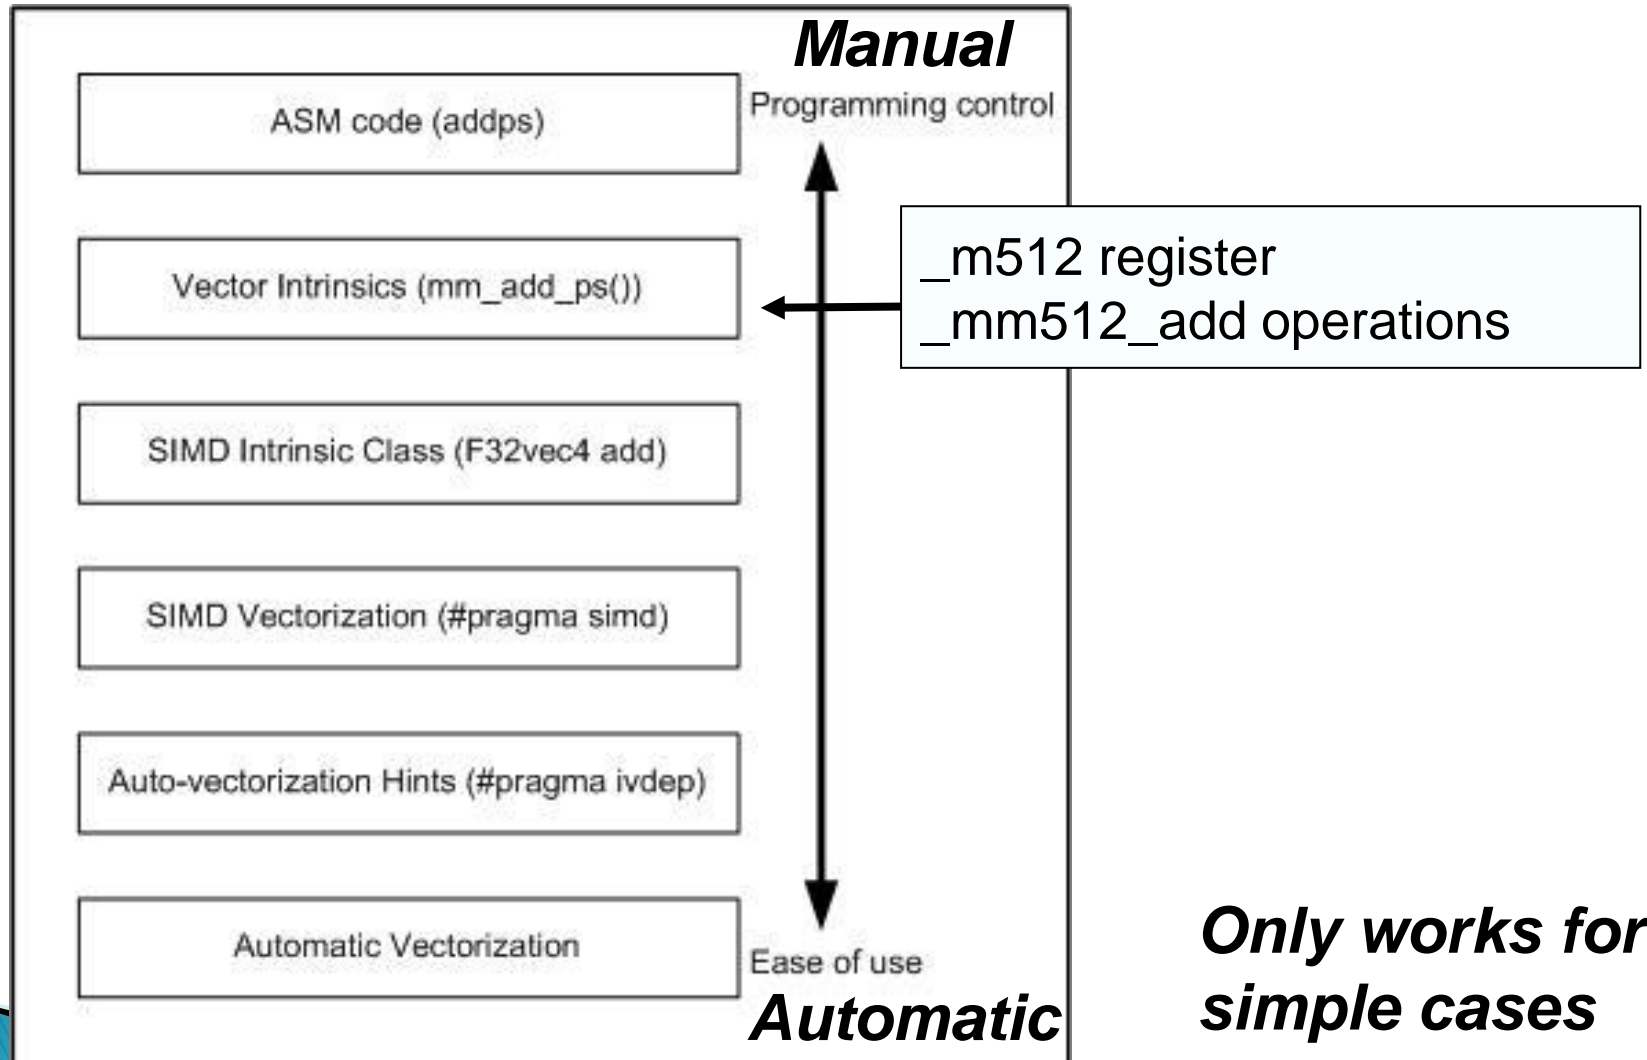 Manual
Programming control
ASM code (addps)
Vector Intrinsics (mm_add_ps())
_m512 register
_mm512_add operations
SIMD Intrinsic Class (F32vec4 add)
SIMD Vectorization (#pragma simd)
Auto-vectorization Hints (#pragma ivdep)
Automatic Vectorization
Ease of use
Automatic
Only works for
simple cases